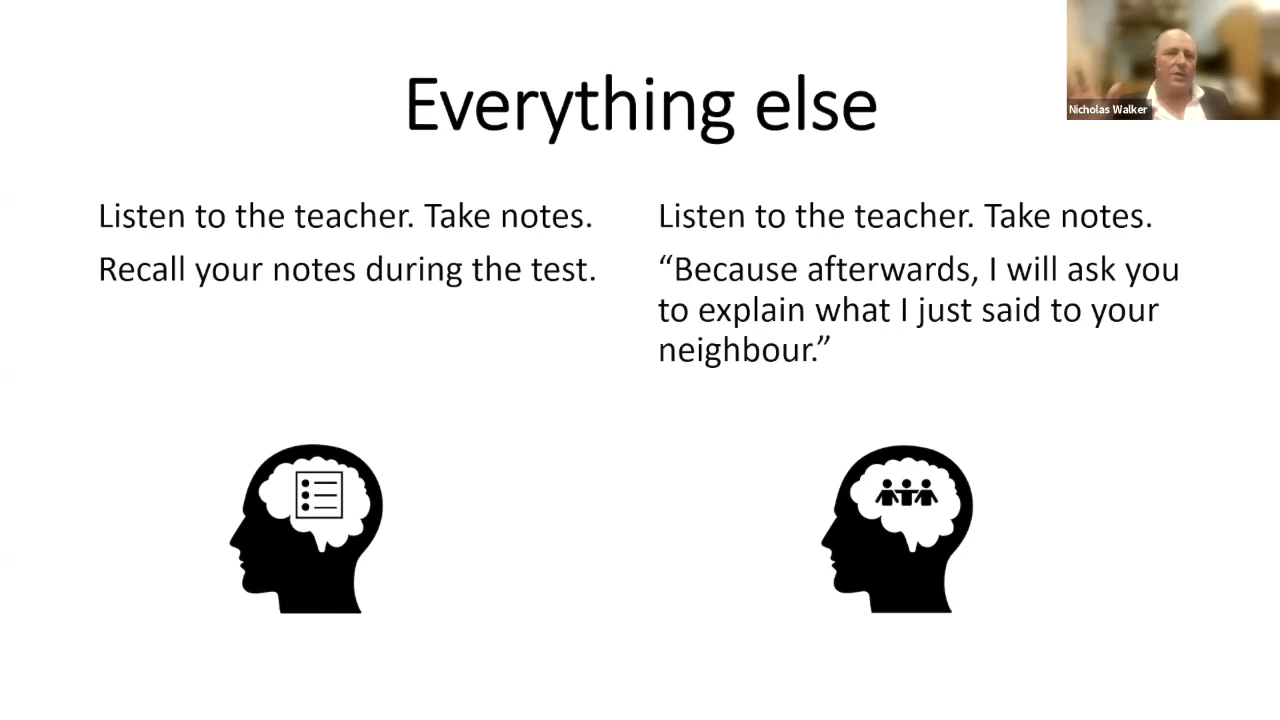 Everything else
Nicholas Walker
Listen to the teacher. Take notes.
Recall your notes during the test.
Listen to the teacher. Take notes.
“Because afterwards, I will ask you
to explain what I just said to your
neighbour.”